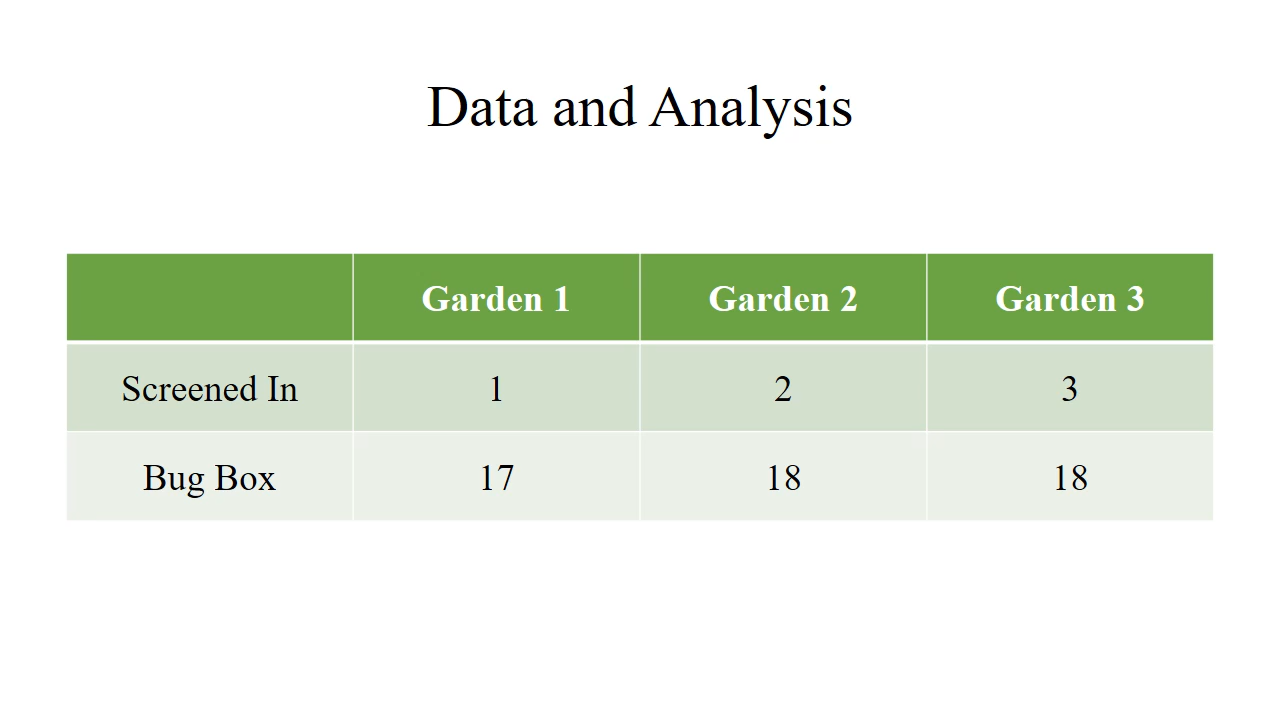 Data and Analysis
Garden 1 Garden 2 Garden 3
Screened In 1 2 3
Bug Box 17 18 18